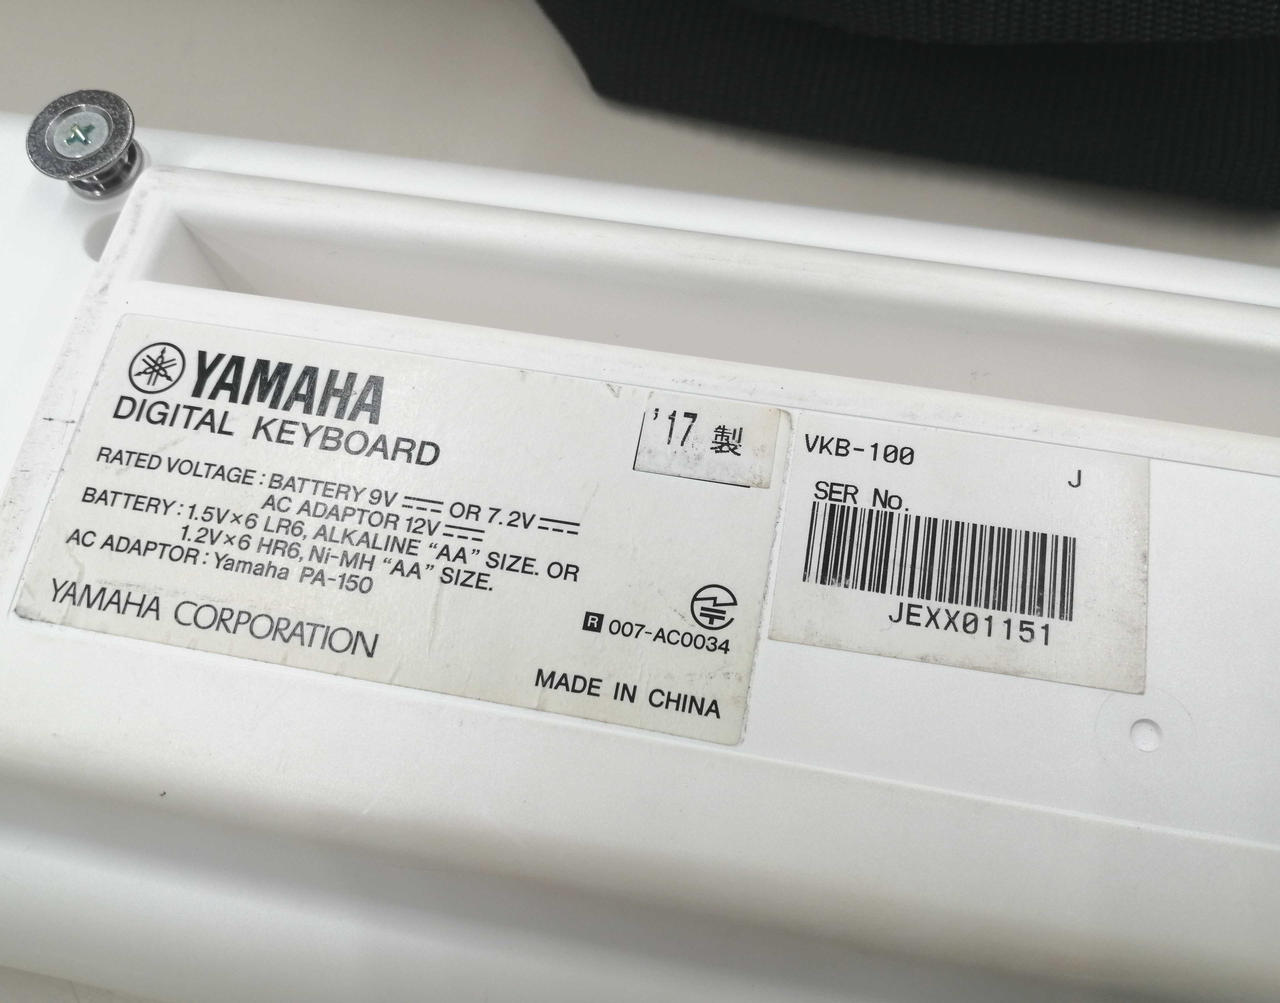 YAMAHA
DIGITAL KEYBOARD
RATED VOLTAGE : BATTERY 9V ⎓ OR 7.2V ⎓
AC ADAPTOR 12V ⎓
BATTERY : 1.5V×6 LR6, ALKALINE “AA” SIZE. OR
1.2V×6 HR6, Ni-MH “AA” SIZE.
AC ADAPTOR : Yamaha PA-150
YAMAHA CORPORATION
R 007-AC0034
MADE IN CHINA
'17 製
VKB-100
J
SER No.
JEXX01151